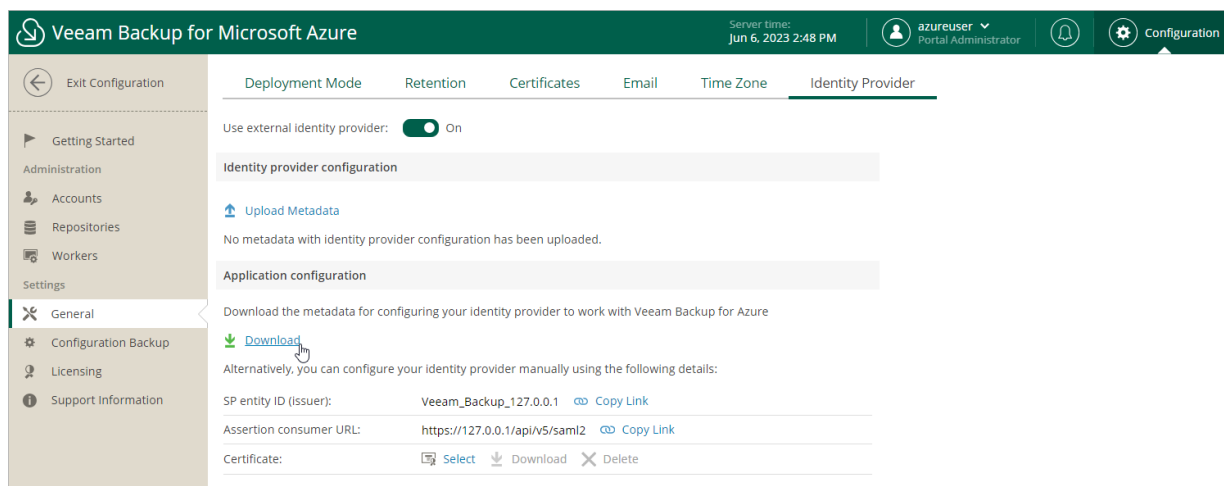 Veeam Backup for Microsoft Azure
Server time:
Jun 6, 2023 2:48 PM
azureuser
Portal Administrator
Configuration
Exit Configuration
Deployment Mode Retention Certificates Email Time Zone Identity Provider
Use external identity provider: On
Getting Started
Administration
Accounts
Repositories
Workers
Settings
General
Configuration Backup
Licensing
Support Information
Identity provider configuration
Upload Metadata
No metadata with identity provider configuration has been uploaded.
Application configuration
Download the metadata for configuring your identity provider to work with Veeam Backup for Azure
Download
Alternatively, you can configure your identity provider manually using the following details:
SP entity ID (issuer): Veeam_Backup_127.0.0.1 Copy Link
Assertion consumer URL: https://127.0.0.1/api/v5/saml2 Copy Link
Certificate: Select Download Delete